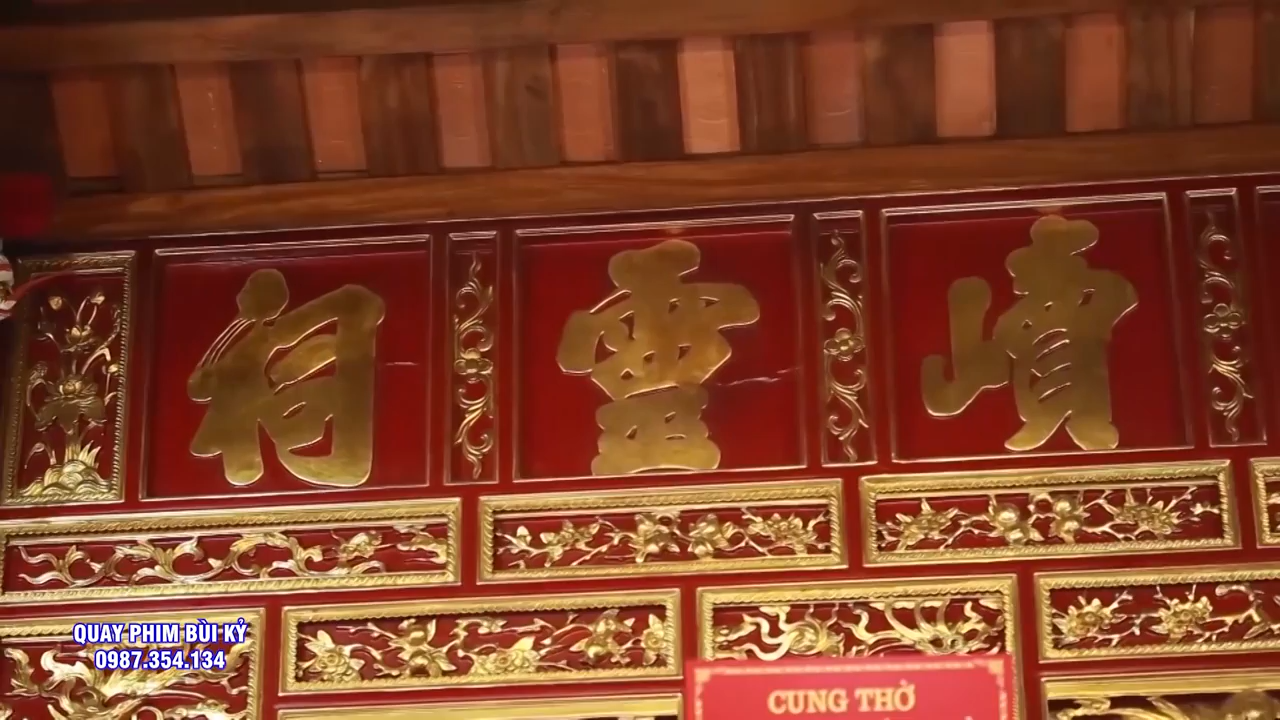 靈祠
CUNG THỜ
QUAY PHIM BÙI KỶ
0987.354.134